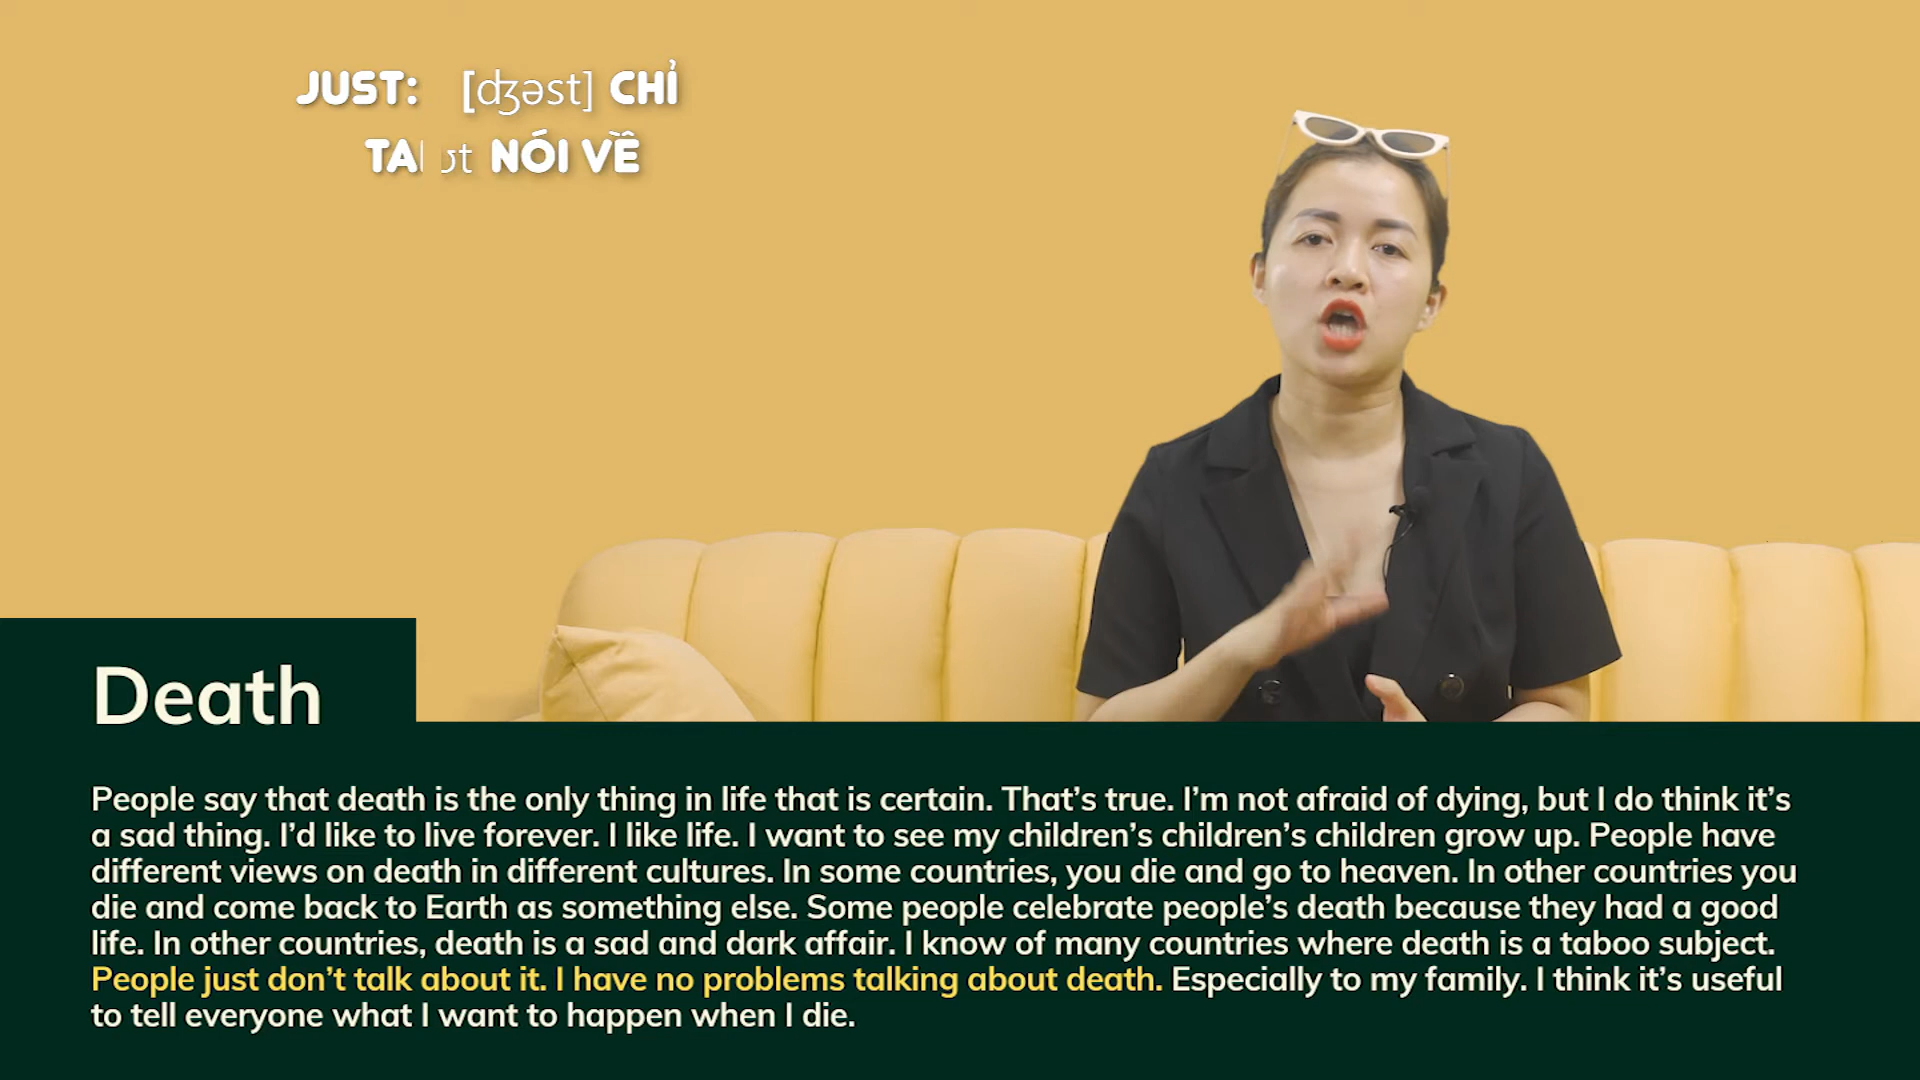 JUST: [ʤəst] CHỈ
NÓI VỀ
Death
People say that death is the only thing in life that is certain. That’s true. I’m not afraid of dying, but I do think it’s
a sad thing. I’d like to live forever. I like life. I want to see my children’s children’s children grow up. People have
different views on death in different cultures. In some countries, you die and go to heaven. In other countries you
die and come back to Earth as something else. Some people celebrate people’s death because they had a good
life. In other countries, death is a sad and dark affair. I know of many countries where death is a taboo subject.
People just don’t talk about it. I have no problems talking about death. Especially to my family. I think it’s useful
to tell everyone what I want to happen when I die.